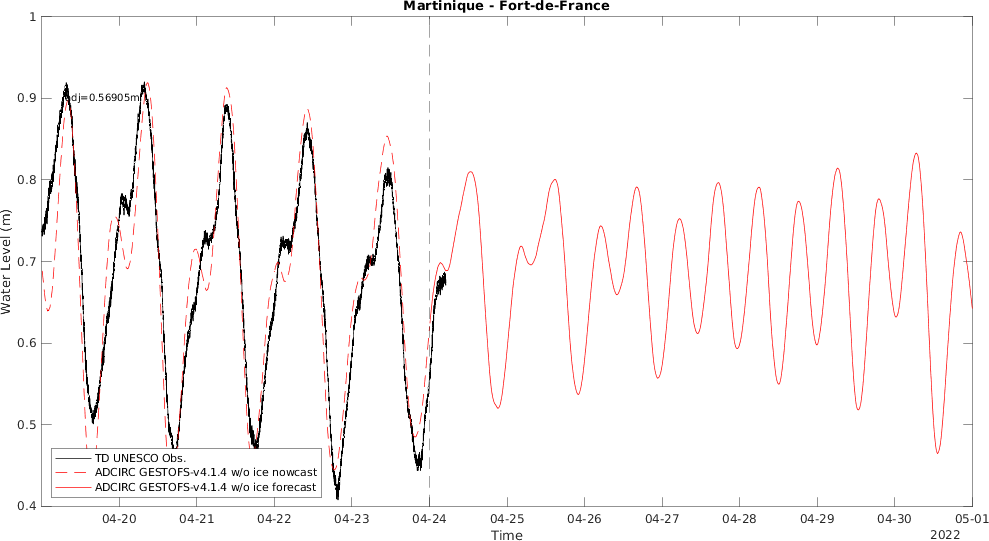 Martinique - Fort-de-France
Water Level (m)
1
0.9
0.8
0.7
0.6
0.5
0.4
adj=0.56905m
TD UNESCO Obs.
ADCIRC GESTOFS-v4.1.4 w/o ice nowcast
ADCIRC GESTOFS-v4.1.4 w/o ice forecast
04-20 04-21 04-22 04-23 04-24 04-25 04-26 04-27 04-28 04-29 04-30 05-01
Time
2022